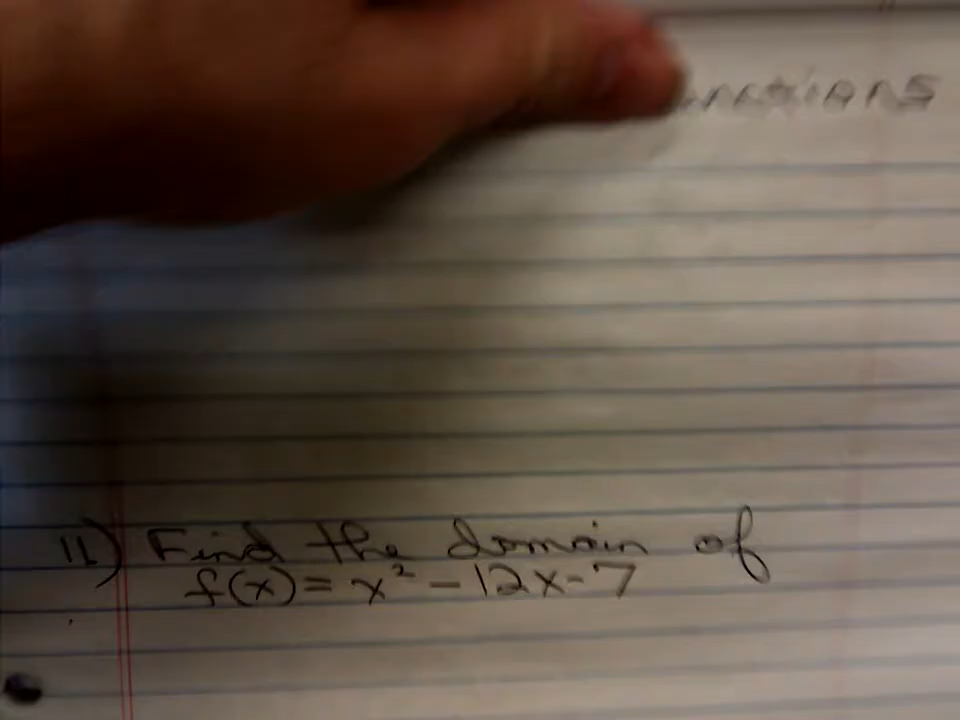 11) Find the domain of
f(x) = x² - 12x-7